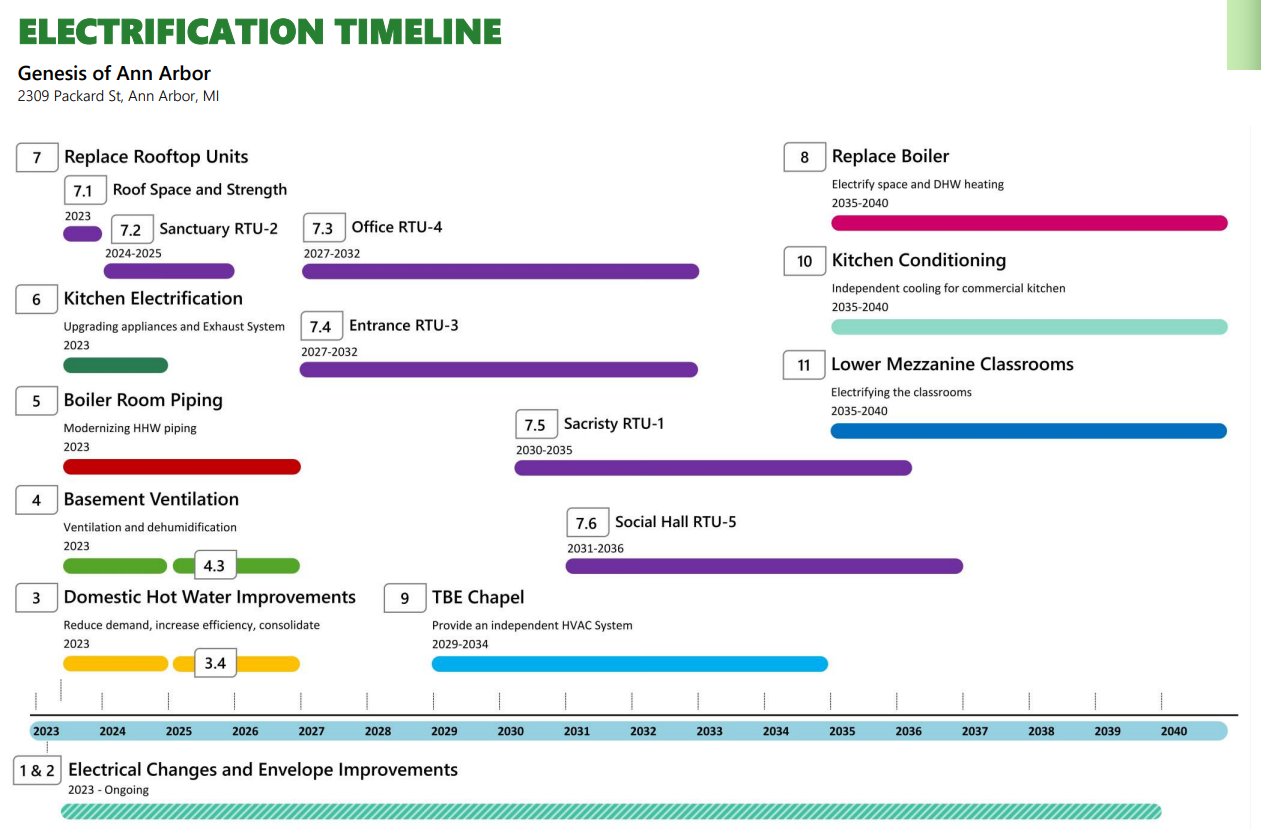 ELECTRIFICATION TIMELINE
Genesis of Ann Arbor
2309 Packard St, Ann Arbor, MI
7 Replace Rooftop Units
7.1 Roof Space and Strength
2023
7.2 Sanctuary RTU-2
2024-2025
7.3 Office RTU-4
2027-2032
6 Kitchen Electrification
Upgrading appliances and Exhaust System
2023
7.4 Entrance RTU-3
2027-2032
5 Boiler Room Piping
Modernizing HHW piping
2023
7.5 Sacristy RTU-1
2030-2035
4 Basement Ventilation
Ventilation and dehumidification
2023
4.3
7.6 Social Hall RTU-5
2031-2036
3 Domestic Hot Water Improvements
Reduce demand, increase efficiency, consolidate
2023
3.4
9 TBE Chapel
Provide an independent HVAC System
2029-2034
8 Replace Boiler
Electrify space and DHW heating
2035-2040
10 Kitchen Conditioning
Independent cooling for commercial kitchen
2035-2040
11 Lower Mezzanine Classrooms
Electrifying the classrooms
2035-2040
2023 2024 2025 2026 2027 2028 2029 2030 2031 2032 2033 2034 2035 2036 2037 2038 2039 2040
1 & 2 Electrical Changes and Envelope Improvements
2023 - Ongoing